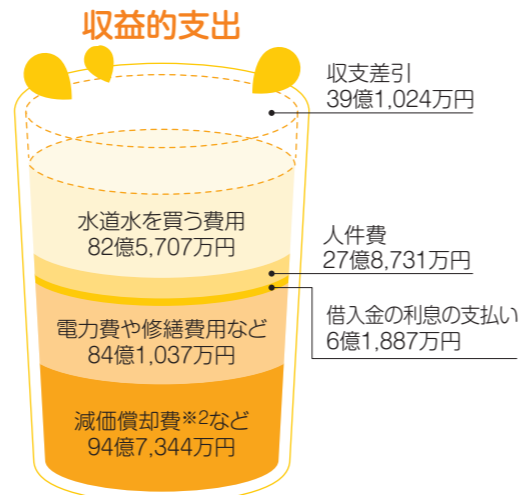 収益的支出
収支差引
39億1,024万円
水道水を買う費用
82億5,707万円
人件費
27億8,731万円
借入金の利息の支払い
6億1,887万円
電力費や修繕費用など
84億1,037万円
減価償却費※2など
94億7,344万円